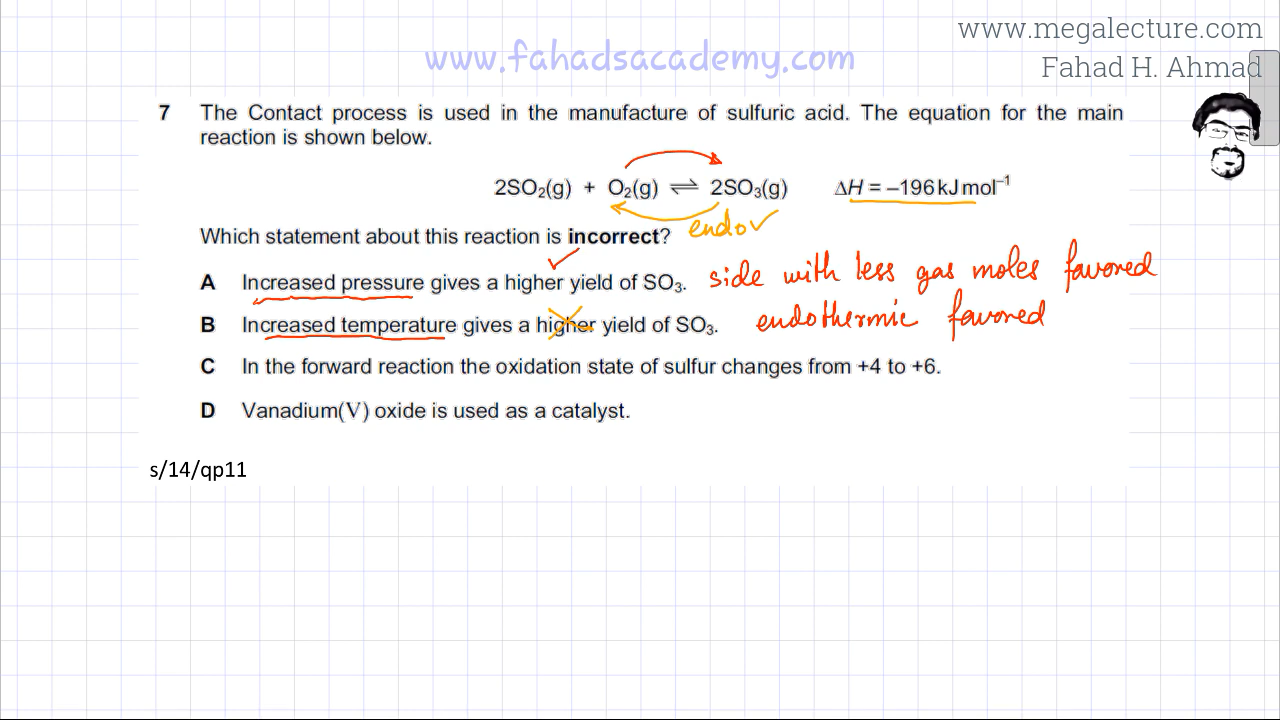 www.megalecture.com
www.fahadsacademy.com
Fahad H. Ahmad
7 The Contact process is used in the manufacture of sulfuric acid. The equation for the main
reaction is shown below.
2SO₂(g) + O₂(g) ⇌ 2SO₃(g) ΔH = –196 kJ mol⁻¹
endo ✓
Which statement about this reaction is incorrect?
✓
A Increased pressure gives a higher yield of SO₃. side with less gas moles favored
B Increased temperature gives a higher yield of SO₃. endothermic favored
C In the forward reaction the oxidation state of sulfur changes from +4 to +6.
D Vanadium(V) oxide is used as a catalyst.
s/14/qp11